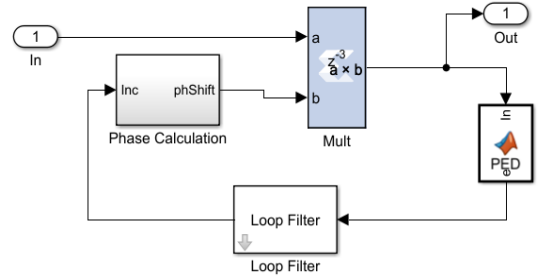 1
In
1
Out
a
z-3
a × b
b
Mult
Inc
phShift
Phase Calculation
In
PED
e
Loop Filter
Loop Filter